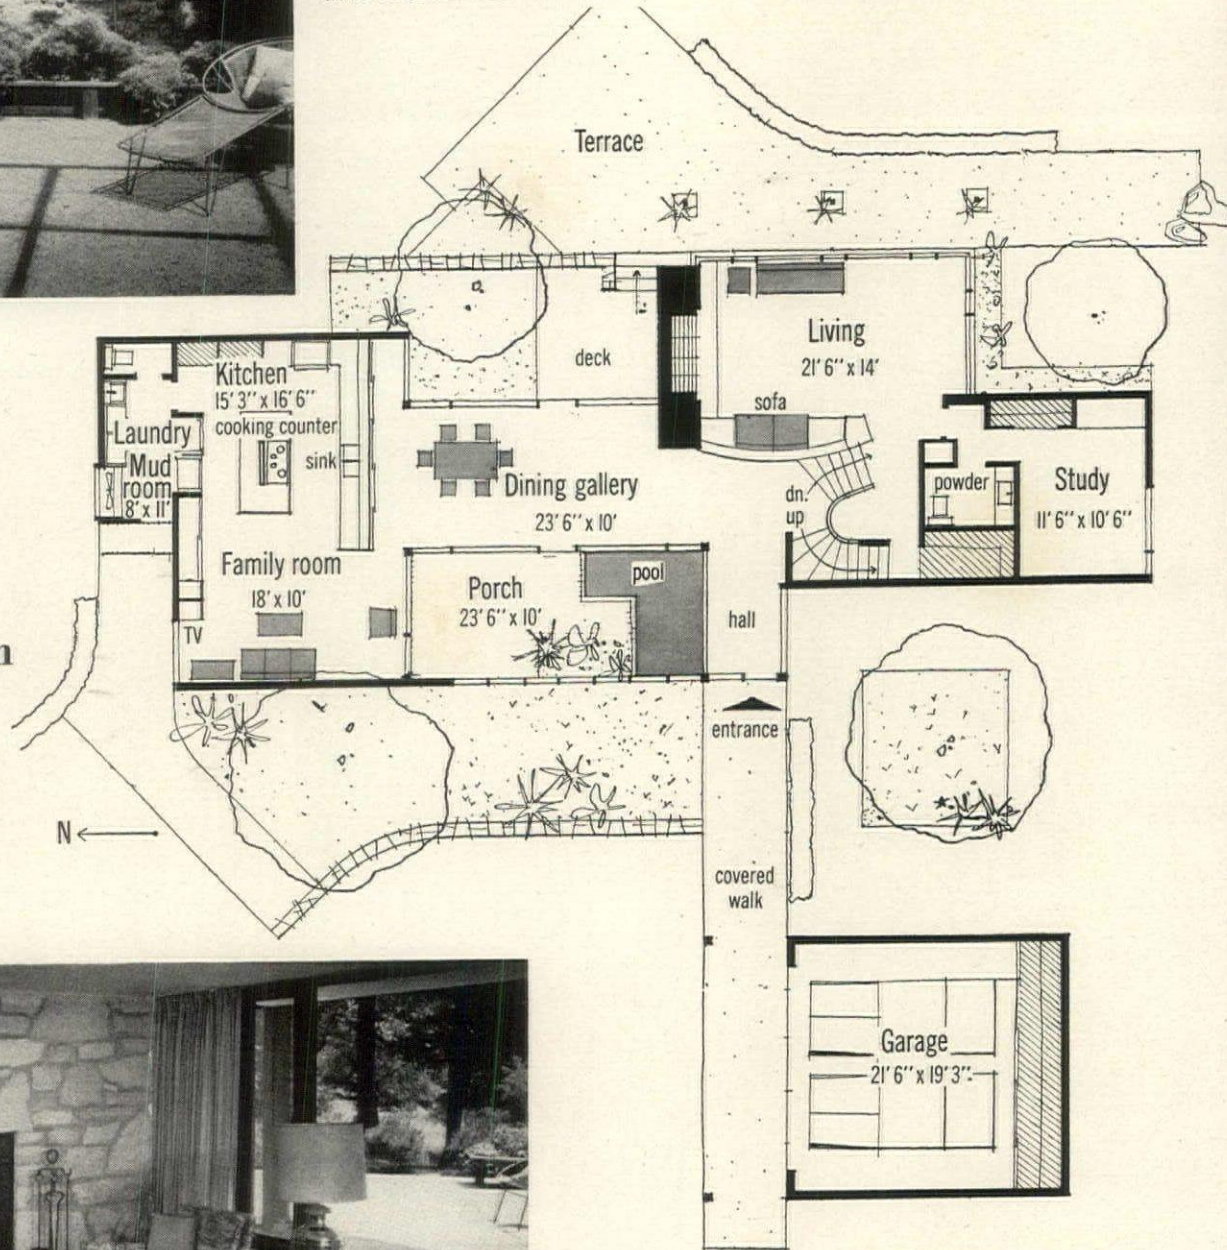 Terrace
Living
21' 6'' x 14'
deck
sofa
Kitchen
15' 3'' x 16' 6''
cooking counter
sink
Laundry
Mud
room
8' x 11'
Dining gallery
23' 6'' x 10'
dn.
up
powder
Study
11' 6'' x 10' 6''
Family room
18' x 10'
TV
Porch
23' 6'' x 10'
pool
hall
entrance
N
covered
walk
Garage
21' 6'' x 19' 3''